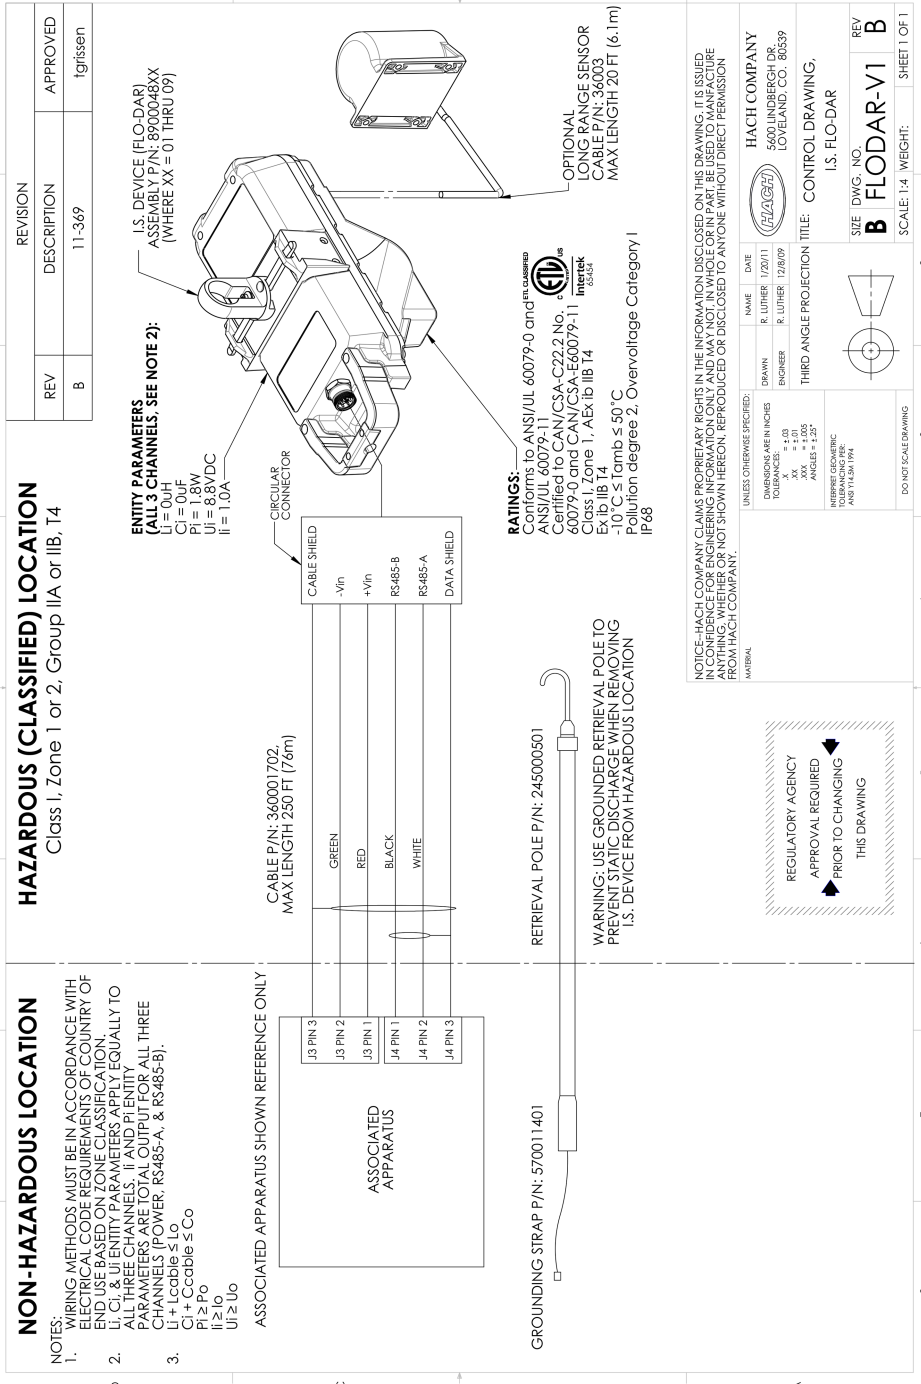 NON-HAZARDOUS LOCATION
NOTES:
1. WIRING METHODS MUST BE IN ACCORDANCE WITH
ELECTRICAL CODE REQUIREMENTS OF COUNTRY OF
END USE BASED ON ZONE CLASSIFICATION.
2. Li, Ci, & Ui ENTITY PARAMETERS APPLY EQUALLY TO
ALL THREE CHANNELS. Ii AND Pi ENTITY
PARAMETERS ARE TOTAL OUTPUT FOR ALL THREE
CHANNELS (POWER, RS485-A, & RS485-B).
3. Li + Lcable ≤ Lo
Ci + Ccable ≤ Co
Pi ≥ Po
Ii ≥ Io
Ui ≥ Uo
ASSOCIATED APPARATUS SHOWN REFERENCE ONLY
ASSOCIATED
APPARATUS
J3 PIN 3
J3 PIN 2
J3 PIN 1
J4 PIN 1
J4 PIN 2
J4 PIN 3
GROUNDING STRAP P/N: 570011401
HAZARDOUS (CLASSIFIED) LOCATION
Class I, Zone 1 or 2, Group IIA or IIB, T4
CABLE P/N: 360001702,
MAX LENGTH 250 FT (76m)
GREEN
RED
BLACK
WHITE
CABLE SHIELD
-Vin
+Vin
RS485-B
RS485-A
DATA SHIELD
CIRCULAR
CONNECTOR
RETRIEVAL POLE P/N: 245000501
WARNING: USE GROUNDED RETRIEVAL POLE TO
PREVENT STATIC DISCHARGE WHEN REMOVING
I.S. DEVICE FROM HAZARDOUS LOCATION
ENTITY PARAMETERS
(ALL 3 CHANNELS, SEE NOTE 2):
Li = 0uH
Ci = 0uF
Pi = 1.8W
Ui = 8.8VDC
Ii = 1.0A
I.S. DEVICE (FLO-DAR)
ASSEMBLY P/N: 8900048XX
(WHERE XX = 01 THRU 09)
OPTIONAL
LONG RANGE SENSOR
CABLE P/N: 36003
MAX LENGTH 20 FT (6.1m)
RATINGS:
Conforms to ANSI/UL 60079-0 and
ANSI/UL 60079-11
Certified to CAN/CSA-C22.2 No.
60079-0 and CAN/CSA-E60079-11
Class I, Zone 1, AEx ib IIB T4
Ex ib IIB T4
-10˚C ≤ Tamb ≤ 50˚C
Pollution degree 2, Overvoltage Category I
IP68
ETL CLASSIFIED
ETL
C US
Intertek
65454
REVISION
REV DESCRIPTION APPROVED
B 11-369 tgrissen
REGULATORY AGENCY
APPROVAL REQUIRED
PRIOR TO CHANGING
THIS DRAWING
NOTICE--HACH COMPANY CLAIMS PROPRIETARY RIGHTS IN THE INFORMATION DISCLOSED ON THIS DRAWING. IT IS ISSUED
IN CONFIDENCE FOR ENGINEERING INFORMATION ONLY AND MAY NOT, IN WHOLE OR IN PART, BE USED TO MANFACTURE
ANYTHING, WHETHER OR NOT SHOWN HEREON, REPRODUCED OR DISCLOSED TO ANYONE WITHOUT DIRECT PERMISSION
FROM HACH COMPANY.
MATERIAL
UNLESS OTHERWISE SPECIFIED:
DIMENSIONS ARE IN INCHES
TOLERANCES:
.X = ±.03
.XX = ±.01
.XXX = ±.005
ANGLES = ±.25°
INTERPRET GEOMETRIC
TOLERANCING PER:
ANSI Y14.5M 1994
DO NOT SCALE DRAWING
NAME DATE
DRAWN R. LUTHER 1/20/11
ENGINEER R. LUTHER 12/8/09
THIRD ANGLE PROJECTION
HACH
HACH COMPANY
5600 LINDBERGH DR.
LOVELAND, CO. 80539
TITLE: CONTROL DRAWING,
I.S. FLO-DAR
SIZE DWG. NO. REV
B FLODAR-V1 B
SCALE: 1:4 WEIGHT: SHEET 1 OF 1